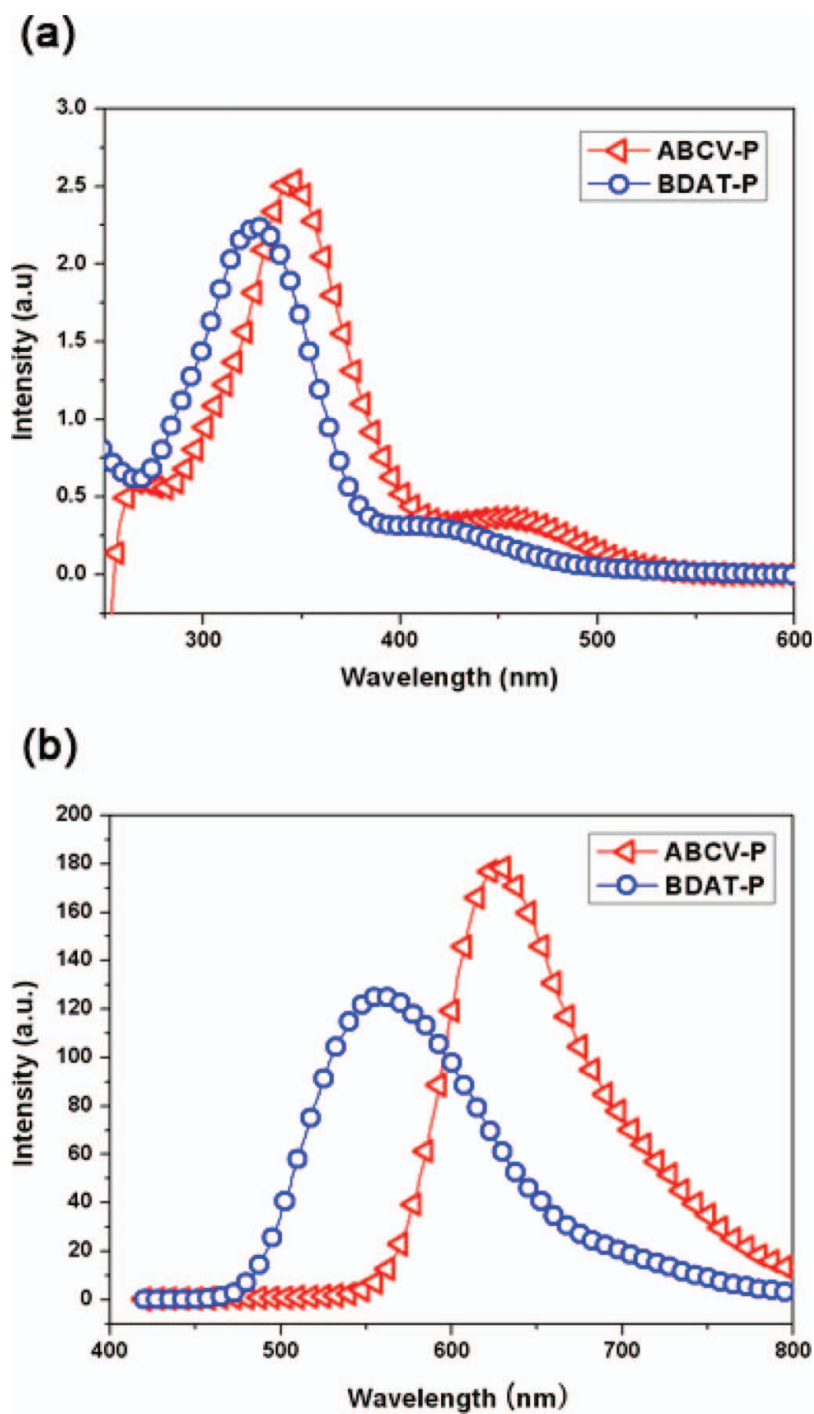 (a)
3.0
2.5
2.0
1.5
1.0
0.5
0.0
Intensity (a.u)
ABCV-P
BDAT-P
300 400 500 600
Wavelength (nm)
(b)
200
180
160
140
120
100
80
60
40
20
0
Intensity (a.u.)
ABCV-P
BDAT-P
400 500 600 700 800
Wavelength (nm)